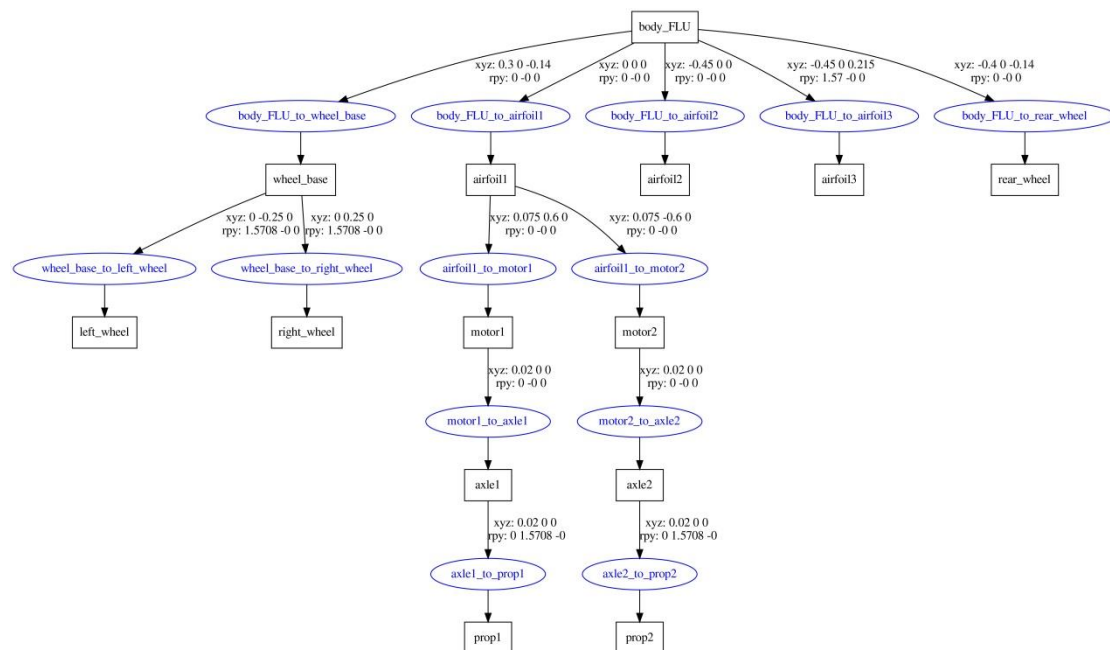 body_FLU
xyz: 0.3 0 -0.14
rpy: 0 -0 0
xyz: 0 0 0
rpy: 0 -0 0
xyz: -0.45 0 0
rpy: 0 -0 0
xyz: -0.45 0 0.215
rpy: 1.57 -0 0
xyz: -0.4 0 -0.14
rpy: 0 -0 0
body_FLU_to_wheel_base
body_FLU_to_airfoil1
body_FLU_to_airfoil2
body_FLU_to_airfoil3
body_FLU_to_rear_wheel
wheel_base
airfoil1
airfoil2
airfoil3
rear_wheel
xyz: 0 -0.25 0
rpy: 1.5708 -0 0
xyz: 0 0.25 0
rpy: 1.5708 -0 0
xyz: 0.075 0.6 0
rpy: 0 -0 0
xyz: 0.075 -0.6 0
rpy: 0 -0 0
wheel_base_to_left_wheel
wheel_base_to_right_wheel
airfoil1_to_motor1
airfoil1_to_motor2
left_wheel
right_wheel
motor1
motor2
xyz: 0.02 0 0
rpy: 0 -0 0
xyz: 0.02 0 0
rpy: 0 -0 0
motor1_to_axle1
motor2_to_axle2
axle1
axle2
xyz: 0.02 0 0
rpy: 0 1.5708 -0
xyz: 0.02 0 0
rpy: 0 1.5708 -0
axle1_to_prop1
axle2_to_prop2
prop1
prop2